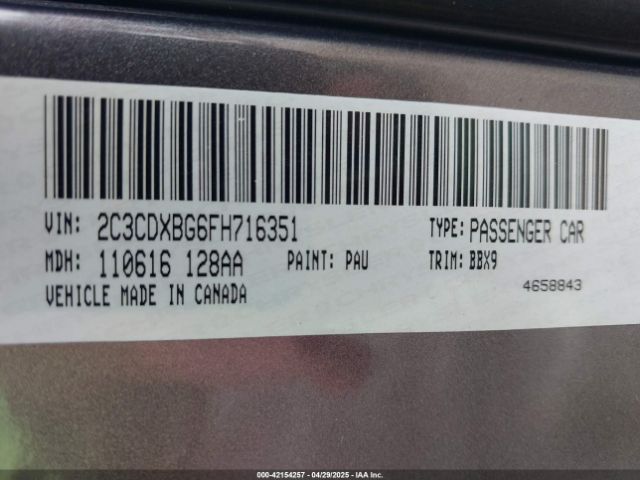 VIN: 2C3CDXBG6FH716351 TYPE: PASSENGER CAR
MDH: 110616 128AA PAINT: PAU TRIM: BBX9
VEHICLE MADE IN CANADA 4658843
000-42154257 - 04/29/2025 - IAA Inc.